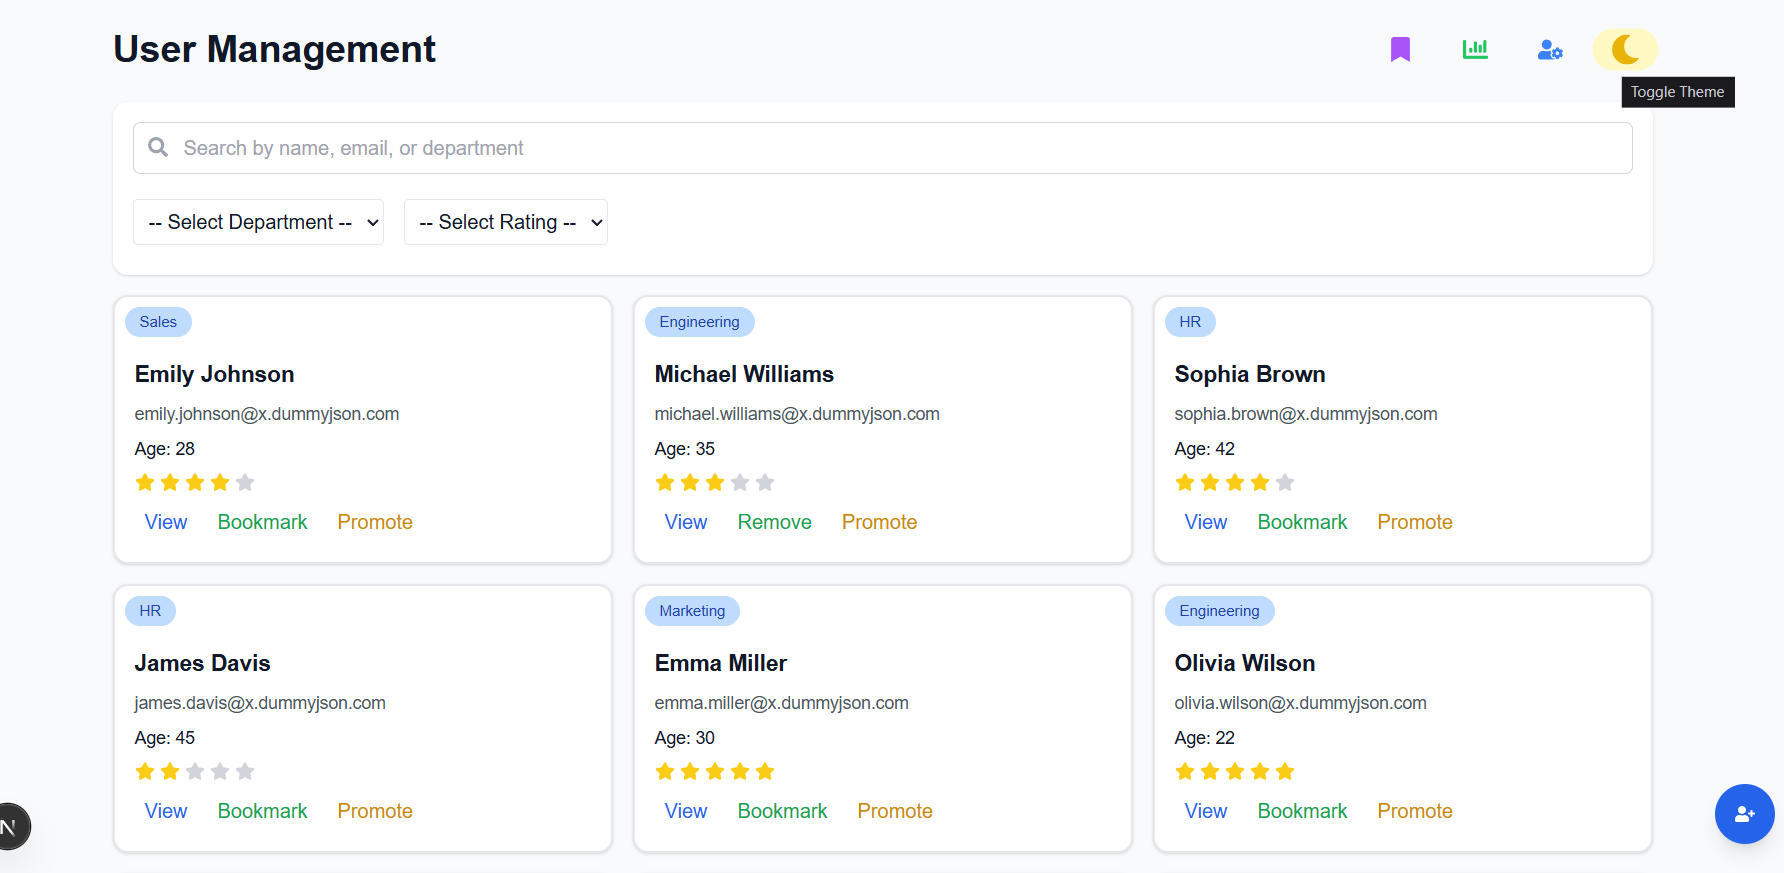 User Management
Toggle Theme
Search by name, email, or department
-- Select Department --
-- Select Rating --
Sales
Emily Johnson
emily.johnson@x.dummyjson.com
Age: 28
View Bookmark Promote
Engineering
Michael Williams
michael.williams@x.dummyjson.com
Age: 35
View Remove Promote
HR
Sophia Brown
sophia.brown@x.dummyjson.com
Age: 42
View Bookmark Promote
HR
James Davis
james.davis@x.dummyjson.com
Age: 45
View Bookmark Promote
Marketing
Emma Miller
emma.miller@x.dummyjson.com
Age: 30
View Bookmark Promote
Engineering
Olivia Wilson
olivia.wilson@x.dummyjson.com
Age: 22
View Bookmark Promote
N